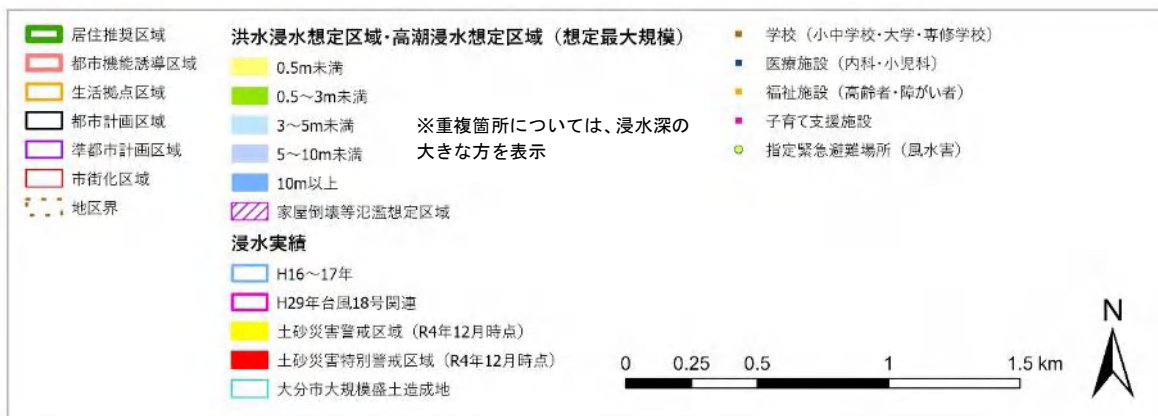 居住推奨区域
都市機能誘導区域
生活拠点区域
都市計画区域
準都市計画区域
市街化区域
地区界
洪水浸水想定区域・高潮浸水想定区域（想定最大規模）
0.5m未満
0.5～3m未満
3～5m未満
5～10m未満
10m以上
家屋倒壊等氾濫想定区域
※重複箇所については、浸水深の
大きな方を表示
浸水実績
H16～17年
H29年台風18号関連
土砂災害警戒区域（R4年12月時点）
土砂災害特別警戒区域（R4年12月時点）
大分市大規模盛土造成地
学校（小中学校・大学・専修学校）
医療施設（内科・小児科）
福祉施設（高齢者・障がい者）
子育て支援施設
指定緊急避難場所（風水害）
0 0.25 0.5 1 1.5 km
N